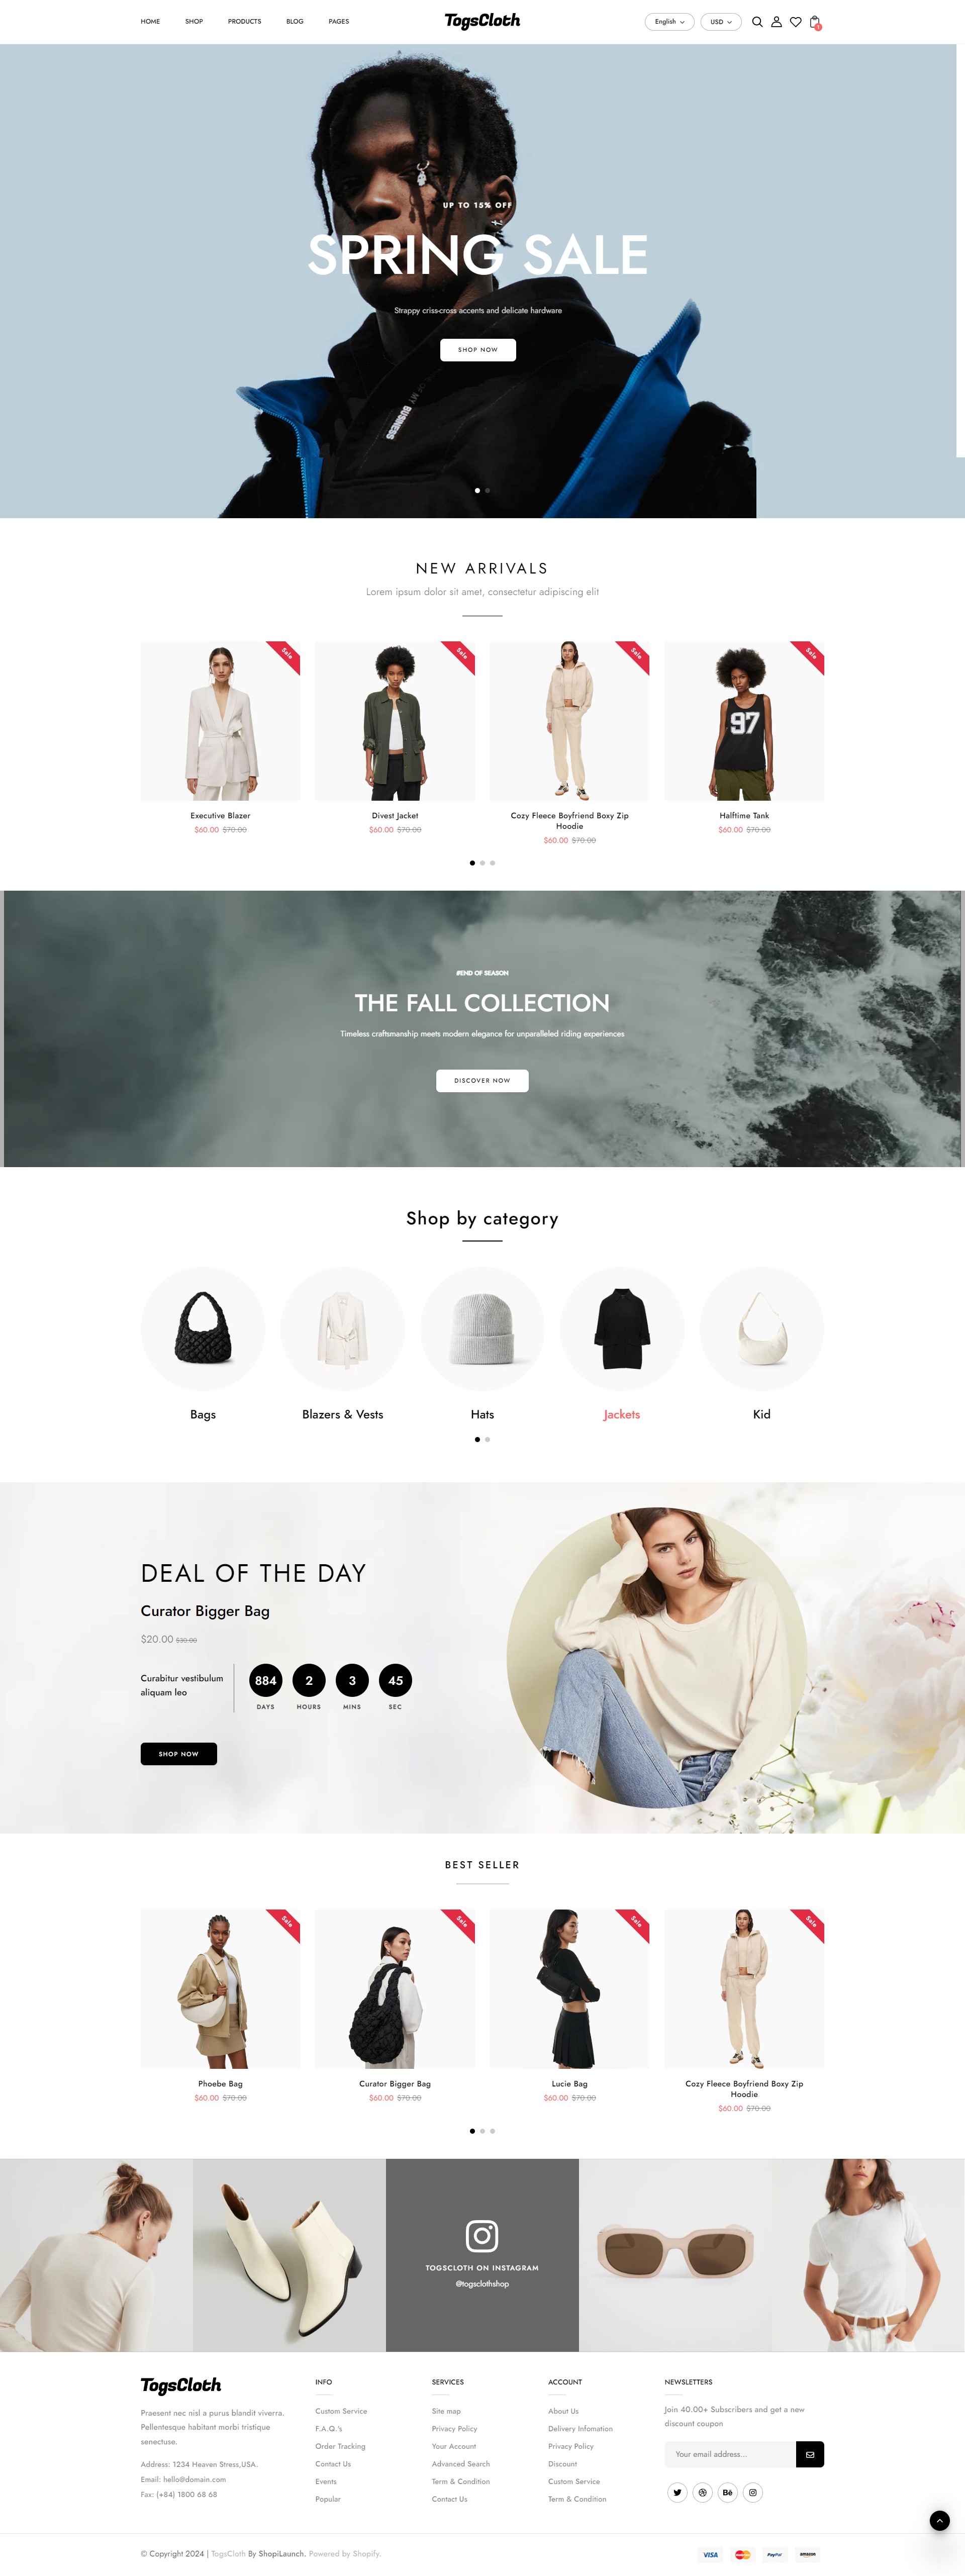 HOME SHOP PRODUCTS BLOG PAGES TogsCloth English USD
1
UP TO 15% OFF
SPRING SALE
Strappy criss-cross accents and delicate hardware
SHOP NOW
OF MY BUSINESS
NEW ARRIVALS
Lorem ipsum dolor sit amet, consectetur adipiscing elit
Sale Sale Sale Sale
97
Executive Blazer
$60.00 $70.00
Divest Jacket
$60.00 $70.00
Cozy Fleece Boyfriend Boxy Zip
Hoodie
$60.00 $70.00
Halftime Tank
$60.00 $70.00
#END OF SEASON
THE FALL COLLECTION
Timeless craftsmanship meets modern elegance for unparalleled riding experiences
DISCOVER NOW
Shop by category
Bags Blazers & Vests Hats Jackets Kid
DEAL OF THE DAY
Curator Bigger Bag
$20.00 $30.00
Curabitur vestibulum
aliquam leo
884 2 3 45
DAYS HOURS MINS SEC
SHOP NOW
BEST SELLER
Sale Sale Sale Sale
Phoebe Bag
$60.00 $70.00
Curator Bigger Bag
$60.00 $70.00
Lucie Bag
$60.00 $70.00
Cozy Fleece Boyfriend Boxy Zip
Hoodie
$60.00 $70.00
TOGSCLOTH ON INSTAGRAM
@togsclothshop
TogsCloth
Praesent nec nisl a purus blandit viverra.
Pellentesque habitant morbi tristique
senectuse.
Address: 1234 Heaven Stress,USA.
Email: hello@domain.com
Fax: (+84) 1800 68 68
INFO
Custom Service
F.A.Q.'s
Order Tracking
Contact Us
Events
Popular
SERVICES
Site map
Privacy Policy
Your Account
Advanced Search
Term & Condition
Contact Us
ACCOUNT
About Us
Delivery Infomation
Privacy Policy
Discount
Custom Service
Term & Condition
NEWSLETTERS
Join 40.00+ Subscribers and get a new
discount coupon
Your email address...
Bē
© Copyright 2024 | TogsCloth By ShopiLaunch. Powered by Shopify.
VISA MasterCard PayPal amazon